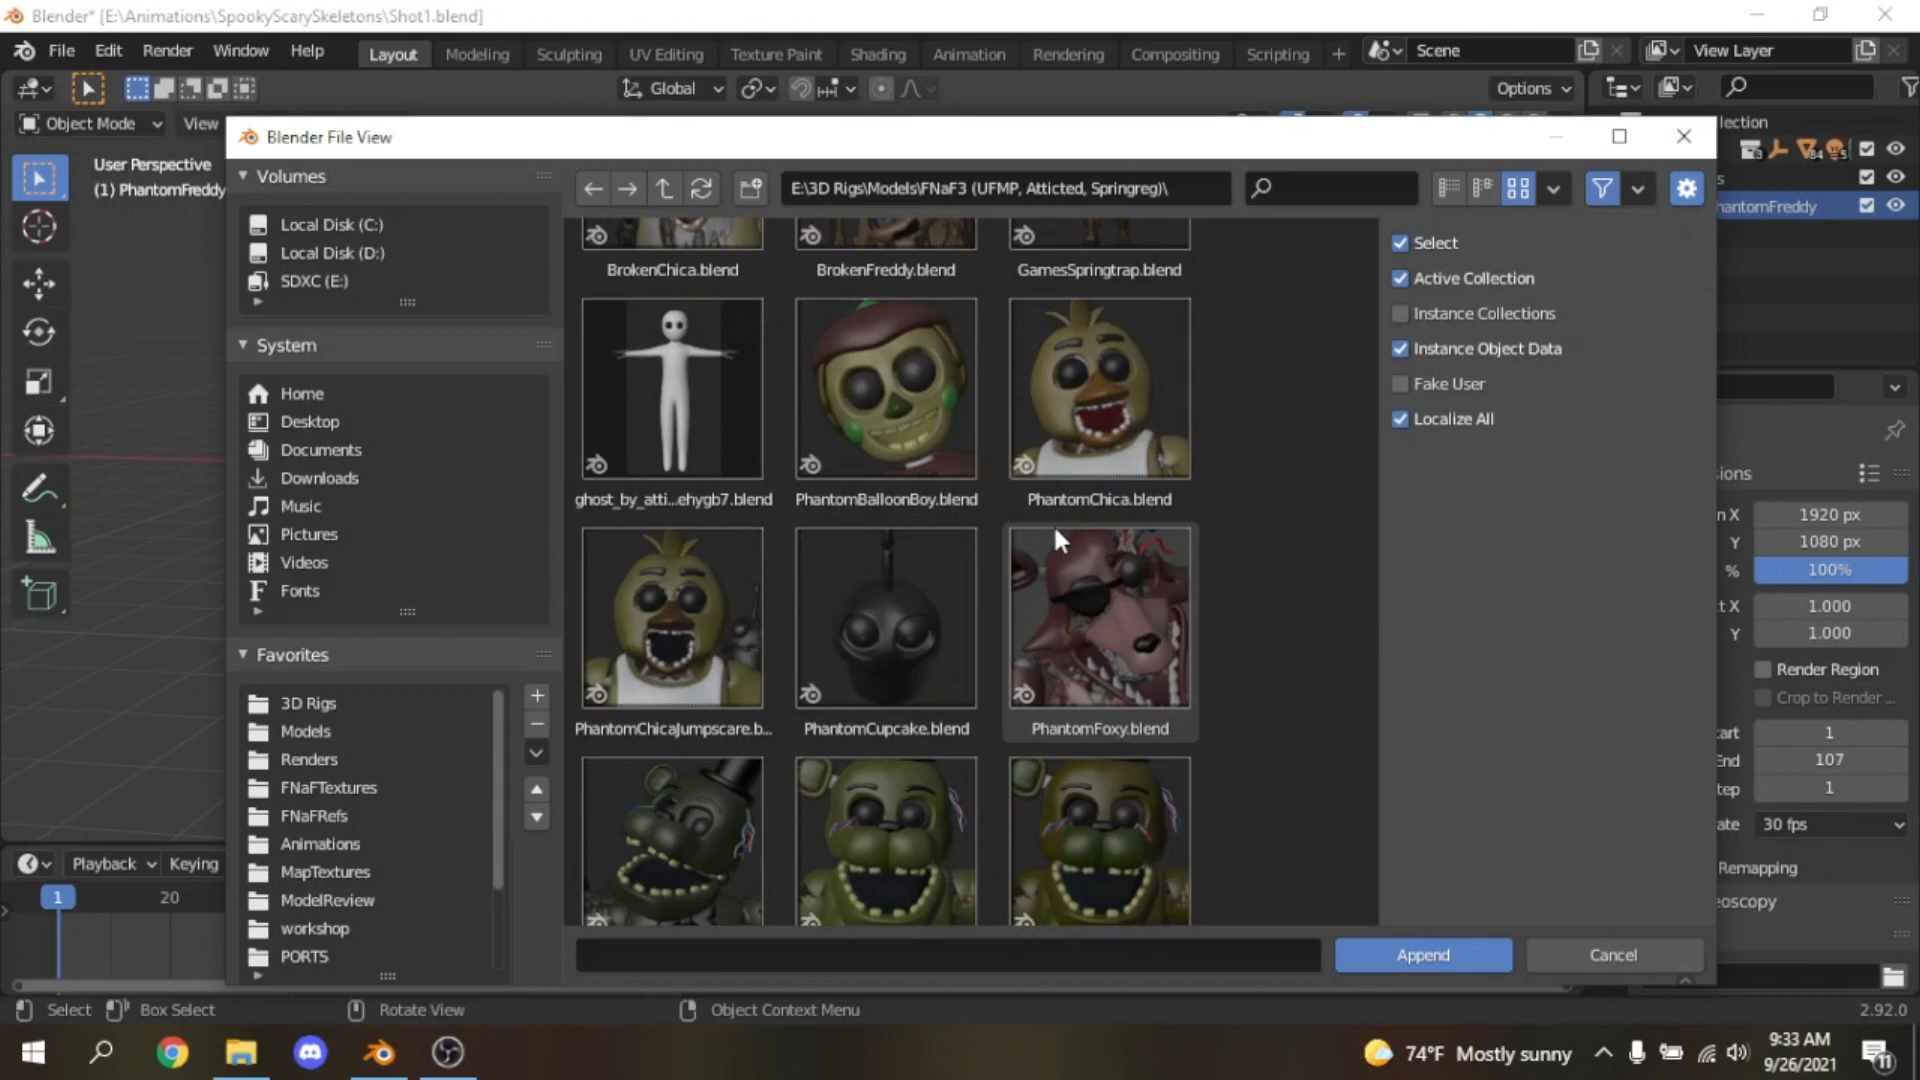 Blender* [E:\Animations\SpookyScarySkeletons\Shot1.blend]
File Edit Render Window Help Layout Modeling Sculpting UV Editing Texture Paint Shading Animation Rendering Compositing Scripting + Scene View Layer
Global Options
Object Mode View
User Perspective
(1) PhantomFreddy
Blender File View
Volumes
Local Disk (C:)
Local Disk (D:)
SDXC (E:)
System
Home
Desktop
Documents
Downloads
Music
Pictures
Videos
Fonts
Favorites
3D Rigs
Models
Renders
FNaFTextures
FNaFRefs
Animations
MapTextures
ModelReview
workshop
PORTS
E:\3D Rigs\Models\FNaF3 (UFMP, Atticted, Springreg)\
BrokenChica.blend BrokenFreddy.blend GamesSpringtrap.blend
ghost_by_atti...ehygb7.blend PhantomBalloonBoy.blend PhantomChica.blend
PhantomChicaJumpscare.b... PhantomCupcake.blend PhantomFoxy.blend
Select
Active Collection
Instance Collections
Instance Object Data
Fake User
Localize All
Append Cancel
lection
s
hantomFreddy
ions
n X 1920 px
Y 1080 px
% 100%
ct X 1.000
Y 1.000
Render Region
Crop to Render ...
tart 1
End 107
tep 1
ate 30 fps
Remapping
eoscopy
Playback Keying
1 20
Select Box Select Rotate View Object Context Menu 2.92.0
74°F Mostly sunny
9:33 AM
9/26/2021
11